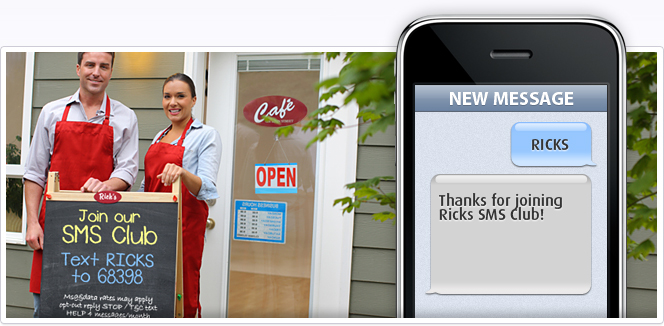 Café
OPEN
Rick's
Join our
SMS Club
Text RICKS
to 68398
Msg&data rates may apply
opt-out reply STOP / T&C text
HELP 4 messages/month
NEW MESSAGE
RICKS
Thanks for joining
Ricks SMS Club!